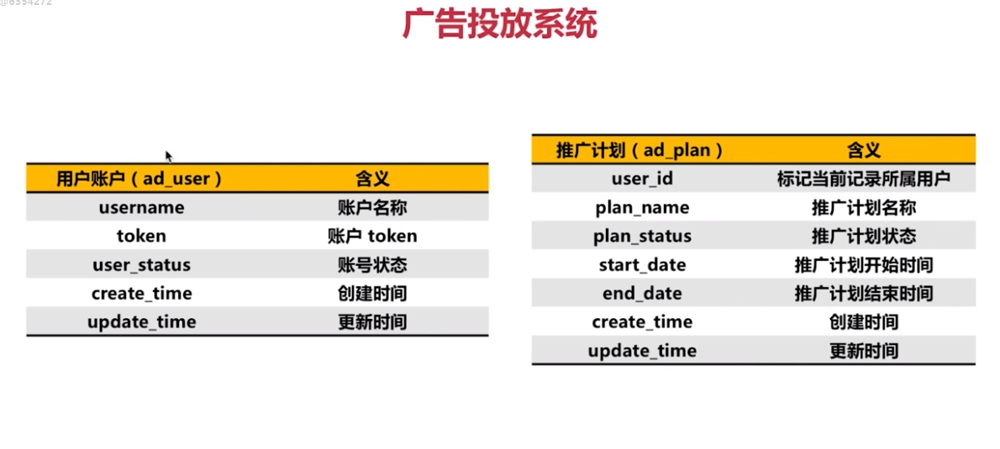 @6354272
广告投放系统
用户账户（ad_user） 含义
username 账户名称
token 账户 token
user_status 账号状态
create_time 创建时间
update_time 更新时间
推广计划（ad_plan） 含义
user_id 标记当前记录所属用户
plan_name 推广计划名称
plan_status 推广计划状态
start_date 推广计划开始时间
end_date 推广计划结束时间
create_time 创建时间
update_time 更新时间